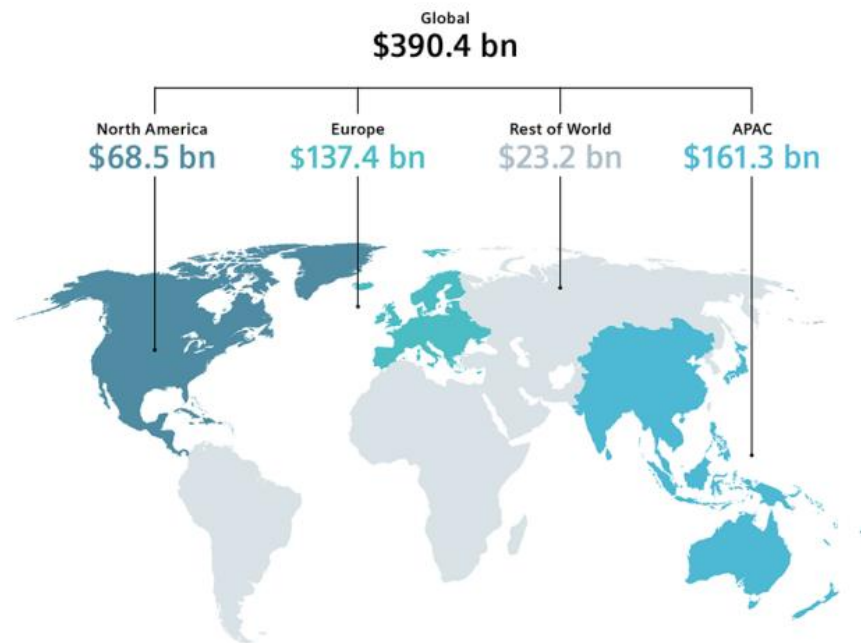 Global
$390.4 bn
North America
$68.5 bn
Europe
$137.4 bn
Rest of World
$23.2 bn
APAC
$161.3 bn